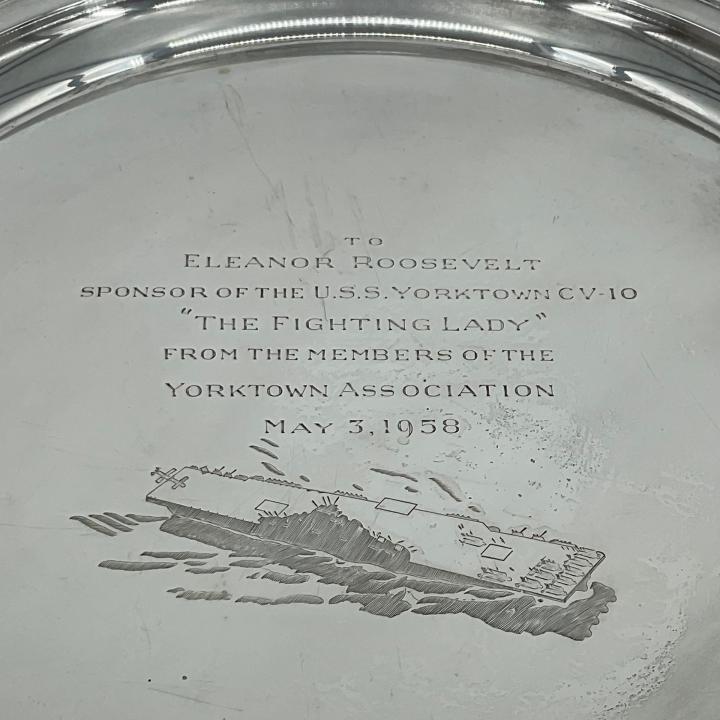 TO
ELEANOR ROOSEVELT
SPONSOR OF THE U.S.S. YORKTOWN CV-10
"THE FIGHTING LADY"
FROM THE MEMBERS OF THE
YORKTOWN ASSOCIATION
MAY 3, 1958